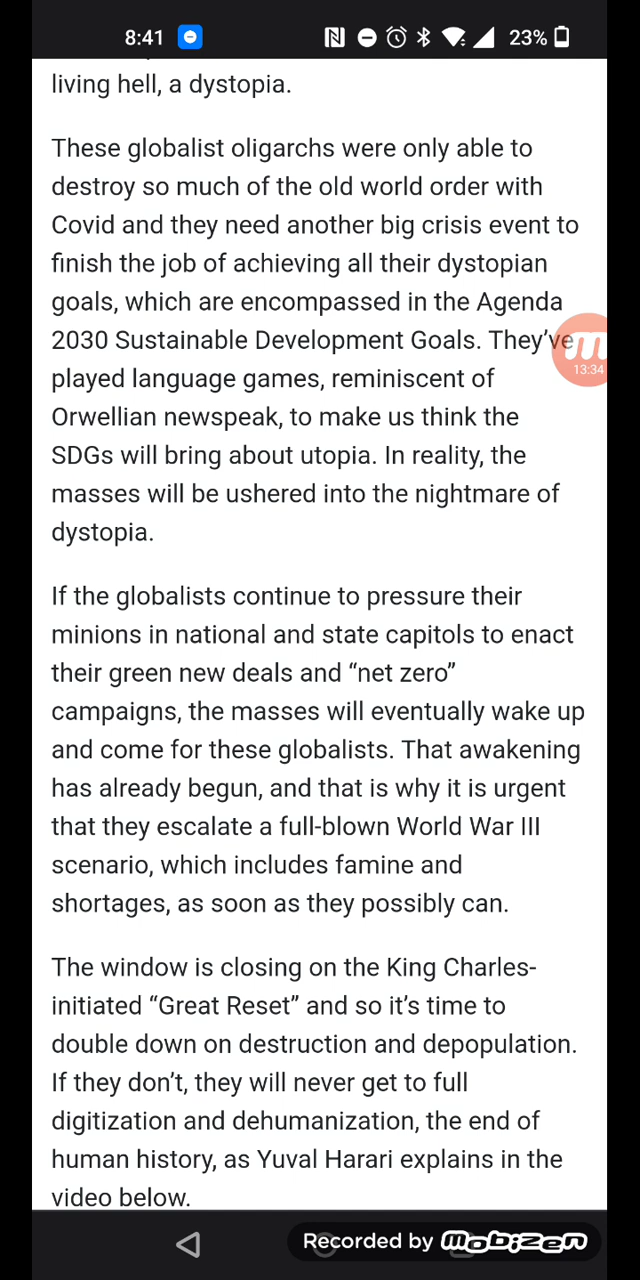 8:41
23%
living hell, a dystopia.
These globalist oligarchs were only able to
destroy so much of the old world order with
Covid and they need another big crisis event to
finish the job of achieving all their dystopian
goals, which are encompassed in the Agenda
2030 Sustainable Development Goals. They've
13:34
played language games, reminiscent of
Orwellian newspeak, to make us think the
SDGs will bring about utopia. In reality, the
masses will be ushered into the nightmare of
dystopia.
If the globalists continue to pressure their
minions in national and state capitols to enact
their green new deals and “net zero”
campaigns, the masses will eventually wake up
and come for these globalists. That awakening
has already begun, and that is why it is urgent
that they escalate a full-blown World War III
scenario, which includes famine and
shortages, as soon as they possibly can.
The window is closing on the King Charles-
initiated “Great Reset” and so it’s time to
double down on destruction and depopulation.
If they don’t, they will never get to full
digitization and dehumanization, the end of
human history, as Yuval Harari explains in the
video below.
Recorded by mobizen